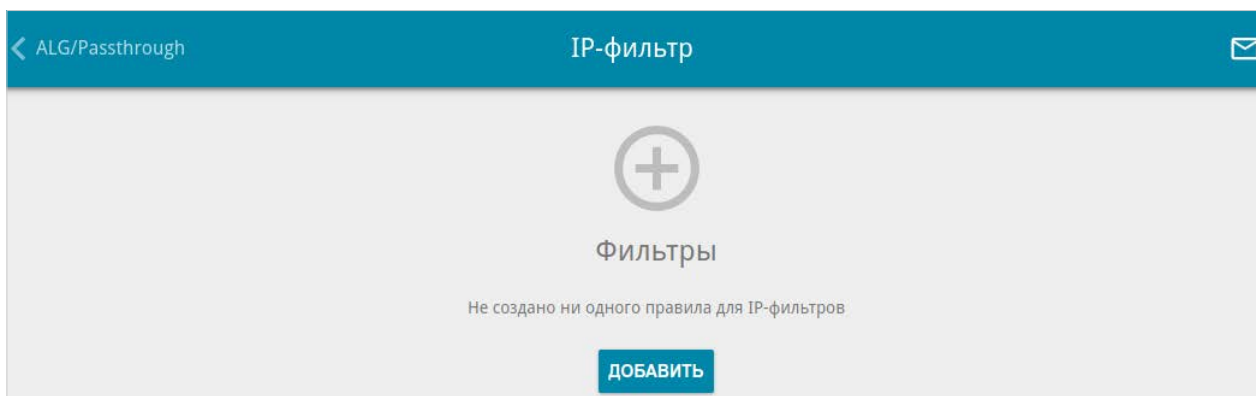 ALG/Passthrough
IP-фильтр
Фильтры
Не создано ни одного правила для IP-фильтров
ДОБАВИТЬ